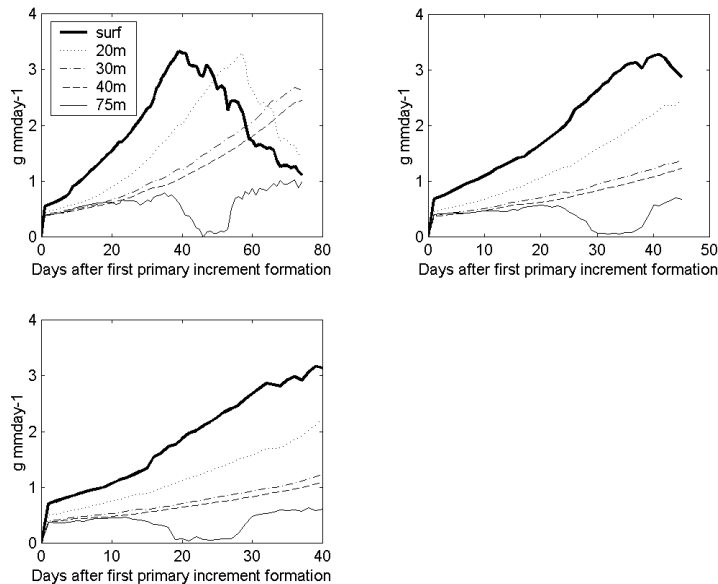 4
3
2
1
0
g mmday-1
surf
20m
30m
40m
75m
0 20 40 60 80
Days after first primary increment formation
4
3
2
1
0
g mmday-1
0 10 20 30 40 50
Days after first primary increment formation
4
3
2
1
0
g mmday-1
0 10 20 30 40
Days after first primary increment formation